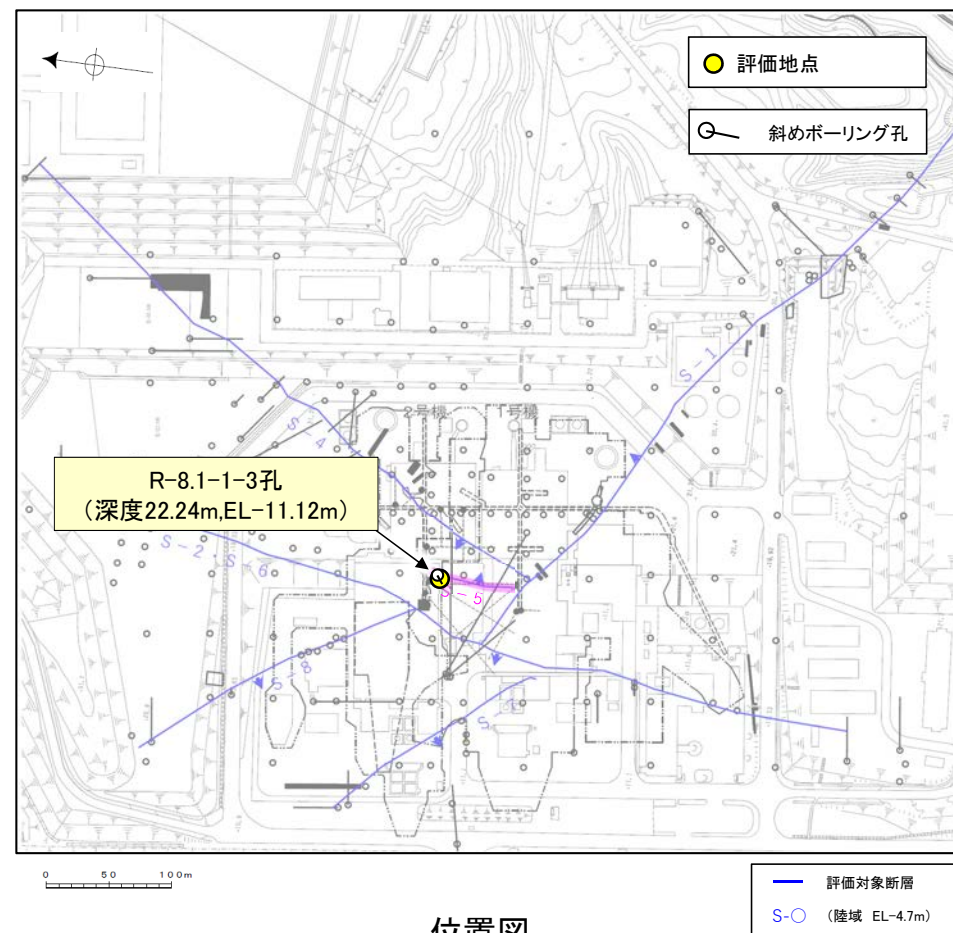 評価地点
斜めボーリング孔
S-1
2号機
1号機
S-4
R-8.1-1-3孔
(深度22.24m,EL-11.12m)
S-2・S-6
S-5
S-8
S-7
0 50 100m
評価対象断層
S-○ (陸域 EL-4.7m)
位置図